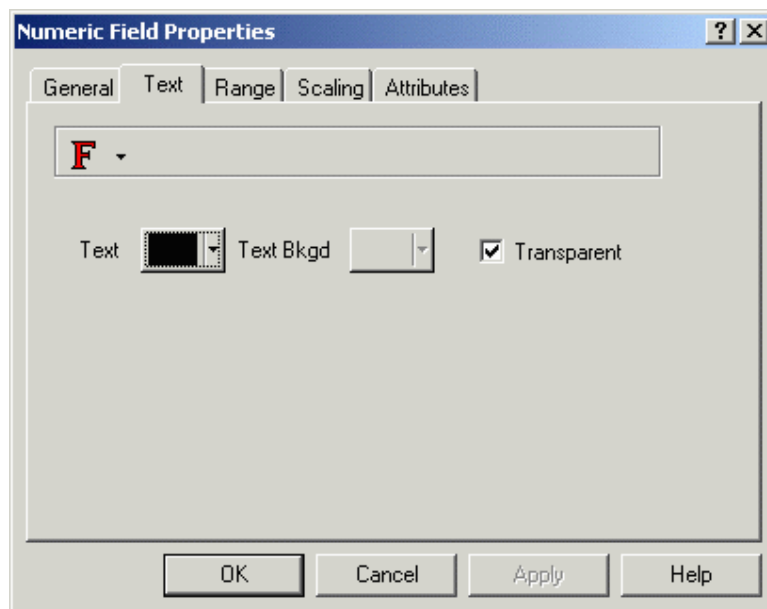 Numeric Field Properties
General Text Range Scaling Attributes
F
Text Text Bkgd Transparent
OK Cancel Apply Help